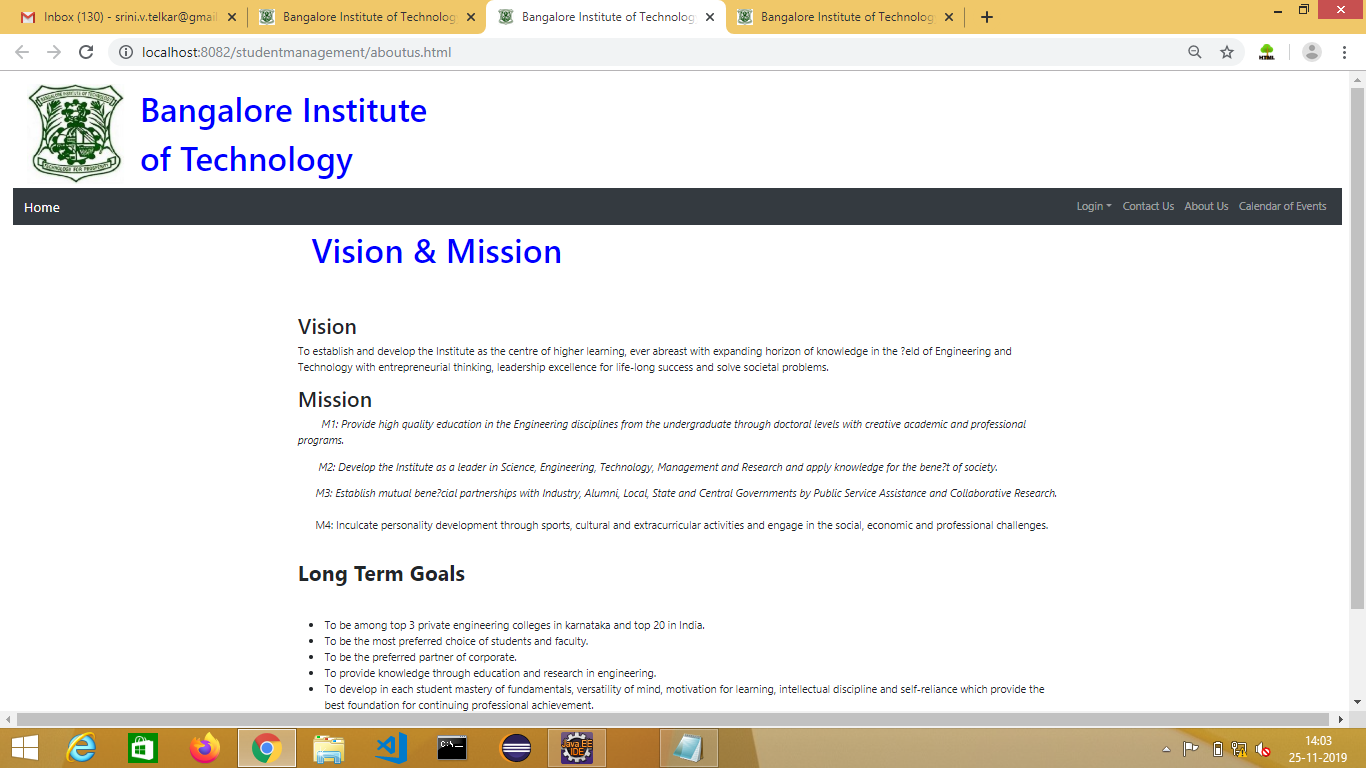 Inbox (130) - srini.v.telkar@gmai
Bangalore Institute of Technology
Bangalore Institute of Technology
Bangalore Institute of Technology
localhost:8082/studentmanagement/aboutus.html
HTML
BANGALORE INSTITUTE OF TECHNOLOGY
TECHNOLOGY FOR PROSPERITY
Bangalore Institute
of Technology
Home Login Contact Us About Us Calendar of Events
Vision & Mission
Vision
To establish and develop the Institute as the centre of higher learning, ever abreast with expanding horizon of knowledge in the ?eld of Engineering and
Technology with entrepreneurial thinking, leadership excellence for life-long success and solve societal problems.
Mission
M1: Provide high quality education in the Engineering disciplines from the undergraduate through doctoral levels with creative academic and professional
programs.
M2: Develop the Institute as a leader in Science, Engineering, Technology, Management and Research and apply knowledge for the bene?t of society.
M3: Establish mutual bene?cial partnerships with Industry, Alumni, Local, State and Central Governments by Public Service Assistance and Collaborative Research.
M4: Inculcate personality development through sports, cultural and extracurricular activities and engage in the social, economic and professional challenges.
Long Term Goals
• To be among top 3 private engineering colleges in karnataka and top 20 in India.
• To be the most preferred choice of students and faculty.
• To be the preferred partner of corporate.
• To provide knowledge through education and research in engineering.
• To develop in each student mastery of fundamentals, versatility of mind, motivation for learning, intellectual discipline and self-reliance which provide the
best foundation for continuing professional achievement.
C:\_
Java EE
IDE
14:03
25-11-2019